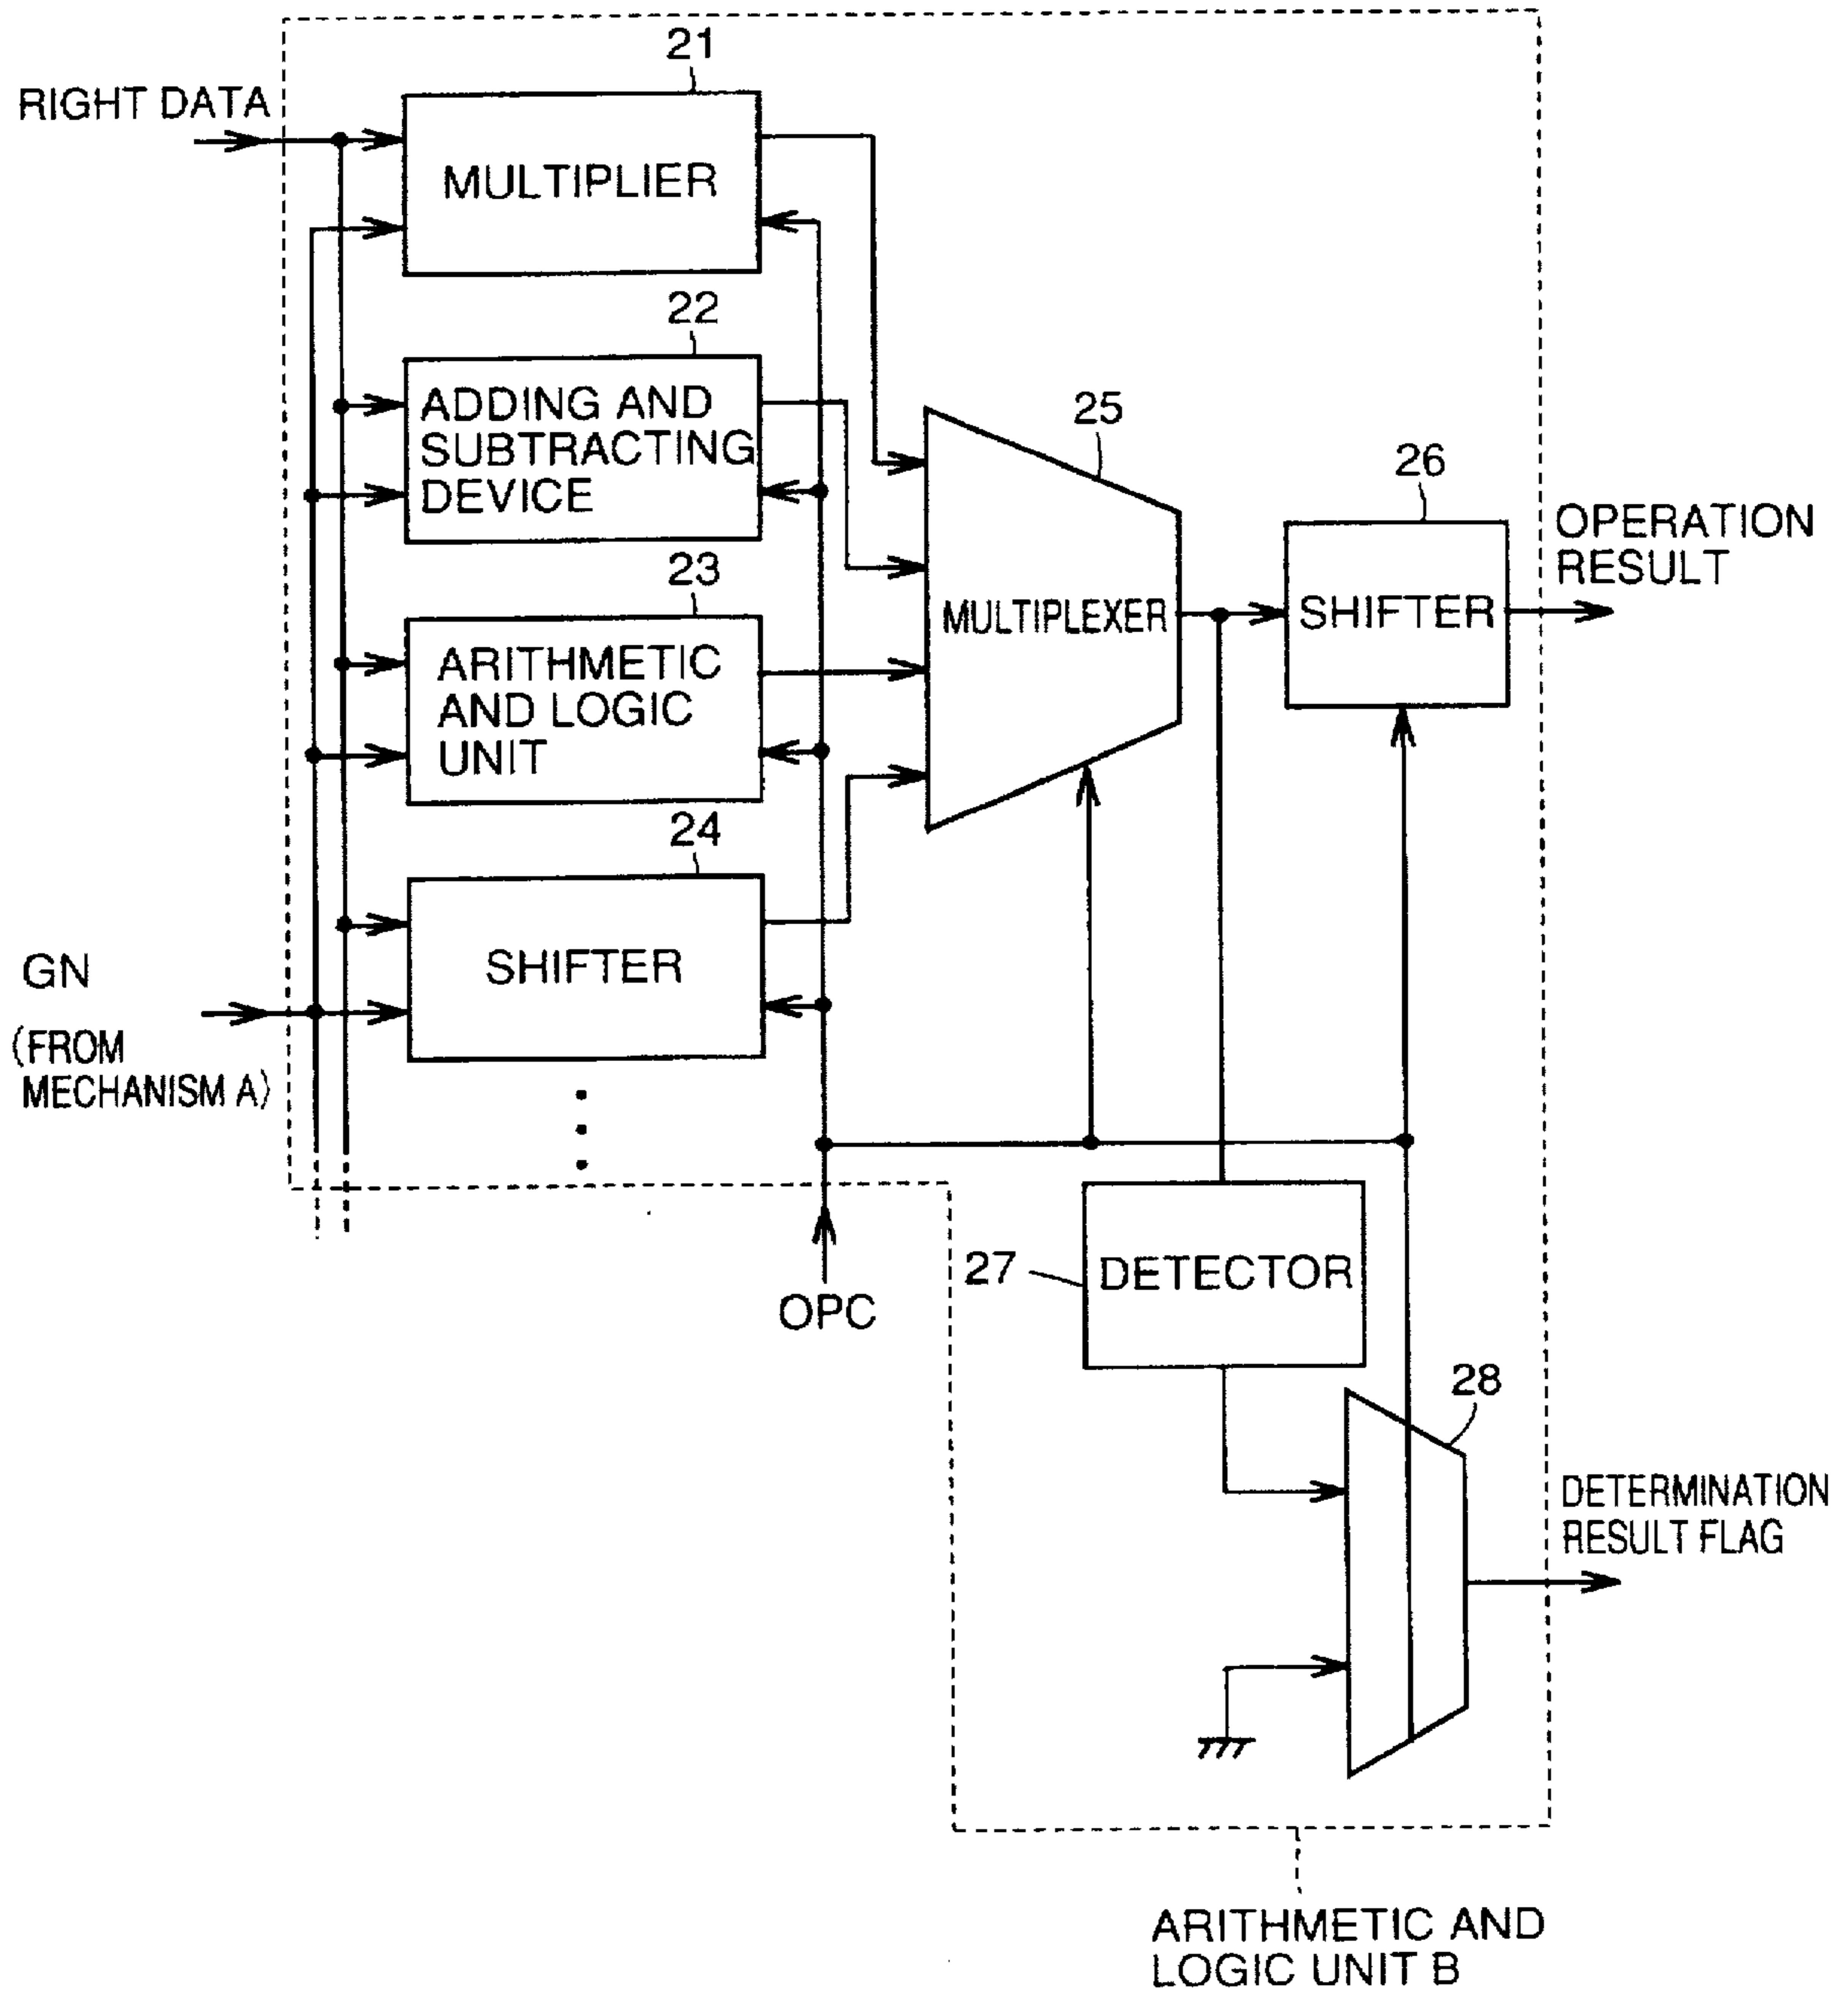 21
RIGHT DATA
MULTIPLIER
22
ADDING AND
SUBTRACTING
DEVICE
25
26
OPERATION
RESULT
23
MULTIPLEXER
SHIFTER
ARITHMETIC
AND LOGIC
UNIT
24
SHIFTER
GN
(FROM
MECHANISM A)
27
DETECTOR
OPC
28
DETERMINATION
RESULT FLAG
ARITHMETIC AND
LOGIC UNIT B